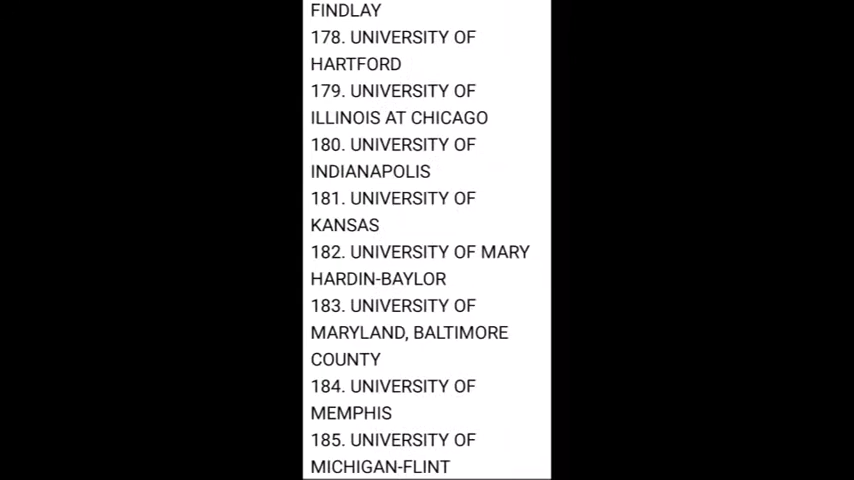 FINDLAY
178. UNIVERSITY OF
HARTFORD
179. UNIVERSITY OF
ILLINOIS AT CHICAGO
180. UNIVERSITY OF
INDIANAPOLIS
181. UNIVERSITY OF
KANSAS
182. UNIVERSITY OF MARY
HARDIN-BAYLOR
183. UNIVERSITY OF
MARYLAND, BALTIMORE
COUNTY
184. UNIVERSITY OF
MEMPHIS
185. UNIVERSITY OF
MICHIGAN-FLINT